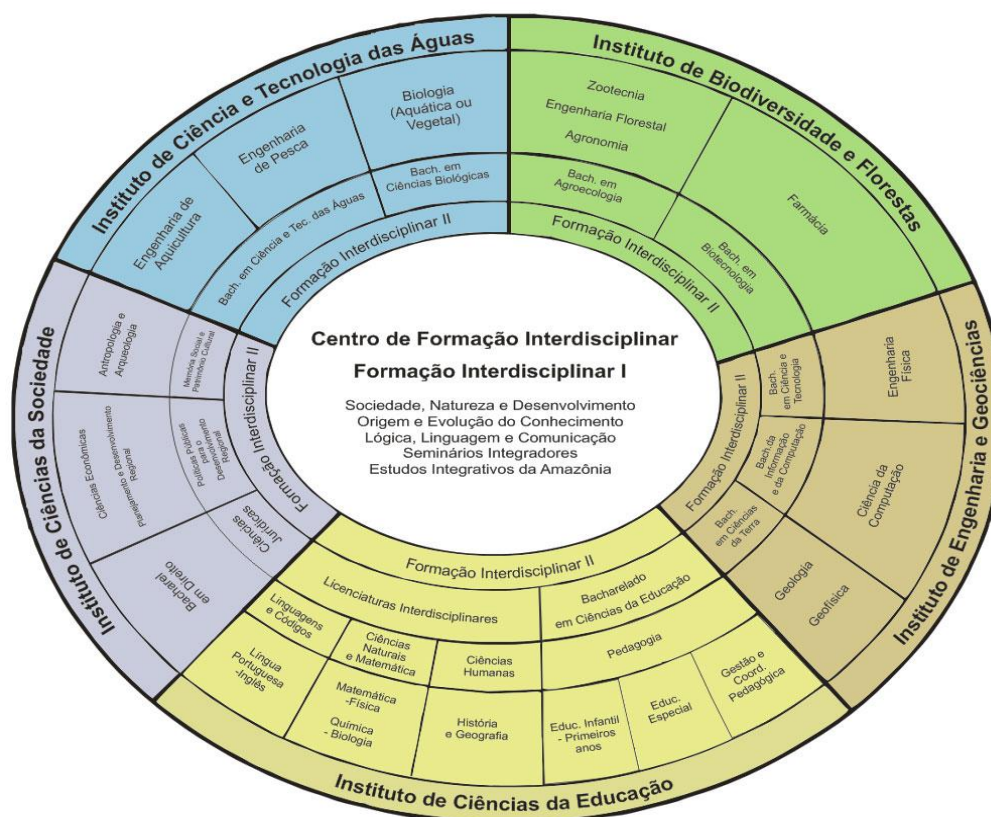 Centro de Formação Interdisciplinar
Formação Interdisciplinar I
Sociedade, Natureza e Desenvolvimento
Origem e Evolução do Conhecimento
Lógica, Linguagem e Comunicação
Seminários Integradores
Estudos Integrativos da Amazônia
Instituto de Ciência e Tecnologia das Águas
Engenharia de
Aquicultura
Engenharia
de Pesca
Biologia
(Aquática ou
Vegetal)
Bach. em Ciência e Tec. das Águas
Bach. em
Ciências Biológicas
Formação Interdisciplinar II
Instituto de Biodiversidade e Florestas
Zootecnia
Engenharia Florestal
Agronomia
Farmácia
Bach. em
Agroecologia
Bach. em
Biotecnologia
Formação Interdisciplinar II
Instituto de Engenharia e Geociências
Engenharia
Física
Ciência da
Computação
Geologia
Geofísica
Bach.
em Ciência e
Tecnologia
Bach.da
Informação
e da Computação
Bach.
em Ciências
da Terra
Formação Interdisciplinar II
Formação Interdisciplinar II
Licenciaturas Interdisciplinares
Bacharelado
em Ciências da Educação
Linguagens
e Códigos
Ciências
Naturais
e Matemática
Ciências
Humanas
Pedagogia
Língua
Portuguesa
-Inglês
Matemática
-Física
Química
- Biologia
História
e Geografia
Educ. Infantil
- Primeiros
anos
Educ.
Especial
Gestão e
Coord.
Pedagógica
Instituto de Ciências da Educação
Instituto de Ciências da Sociedade
Antropologia e
Arqueologia
Ciências Econômicas
Planejamento e Desenvolvimento
Regional
Bacharel
em Direito
Memória Social e
Patrimônio Cultural
Políticas Públicas
para o
Desenvolvimento
Regional
Ciências
Jurídicas
Formação Interdisciplinar II